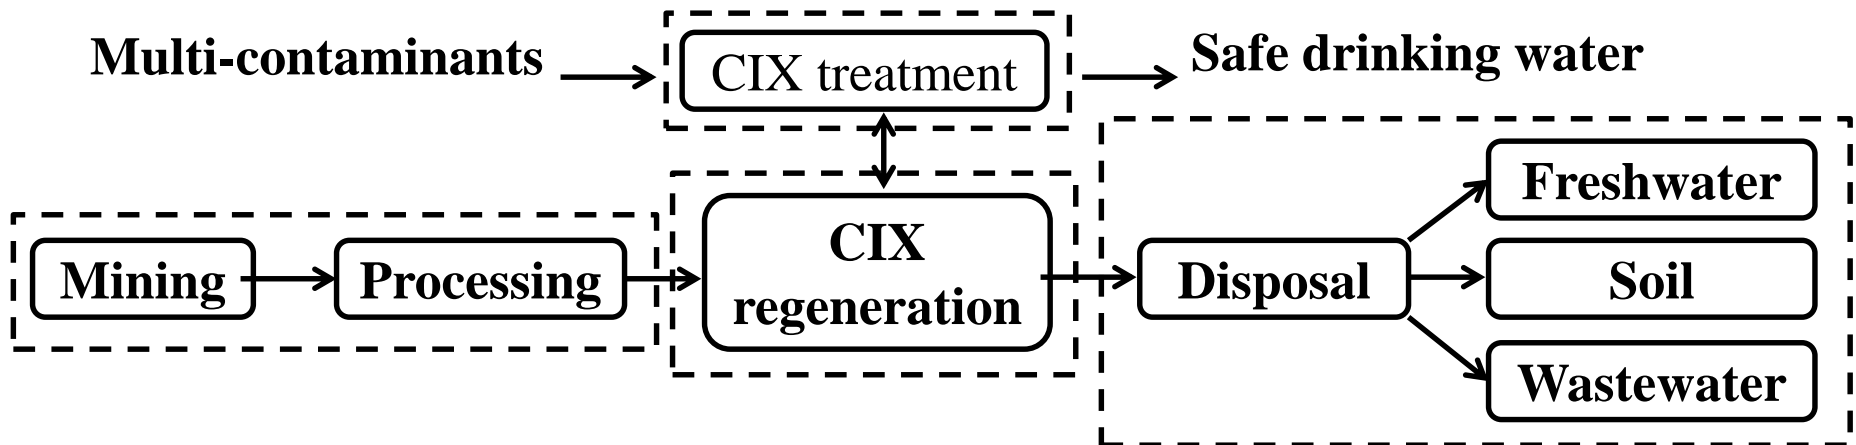 Multi-contaminants
CIX treatment
Safe drinking water
Mining
Processing
CIX
regeneration
Disposal
Freshwater
Soil
Wastewater